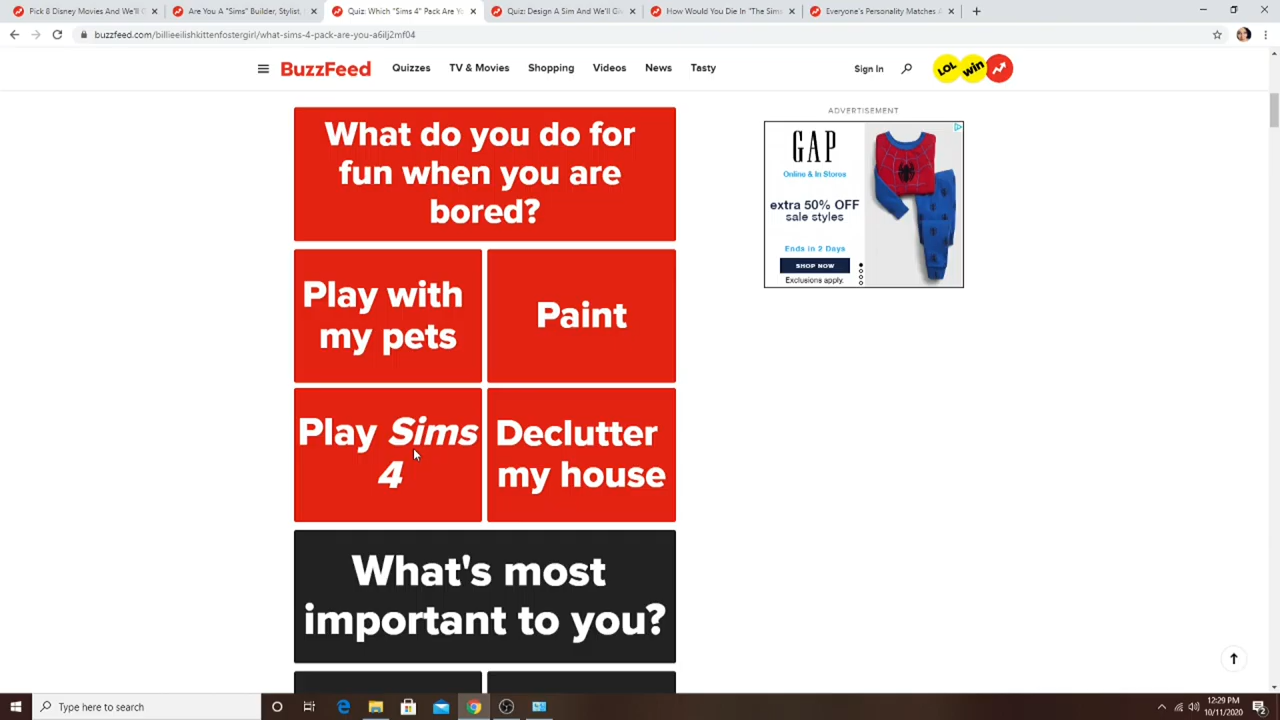 Pick 8 Disney Movies And We'll G
Are You A "Sims" Builder, Stylist,
Quiz: Which "Sims 4" Pack Are Yo
Quiz: Design A Sim And We'll Giv
How Would You Die In "The Sims
Everyone's Personality Matches A
buzzfeed.com/billieeilishkittenfostergirl/what-sims-4-pack-are-you-a6ilj2mf04
BuzzFeed
Quizzes
TV & Movies
Shopping
Videos
News
Tasty
Sign In
LOL
win
What do you do for
fun when you are
bored?
Play with
my pets
Paint
Play Sims
4
Declutter
my house
What's most
important to you?
ADVERTISEMENT
GAP
Online & In Stores
extra 50% OFF
sale styles
Ends in 2 Days
SHOP NOW
Exclusions apply.
Type here to search
12:29 PM
10/11/2020
2